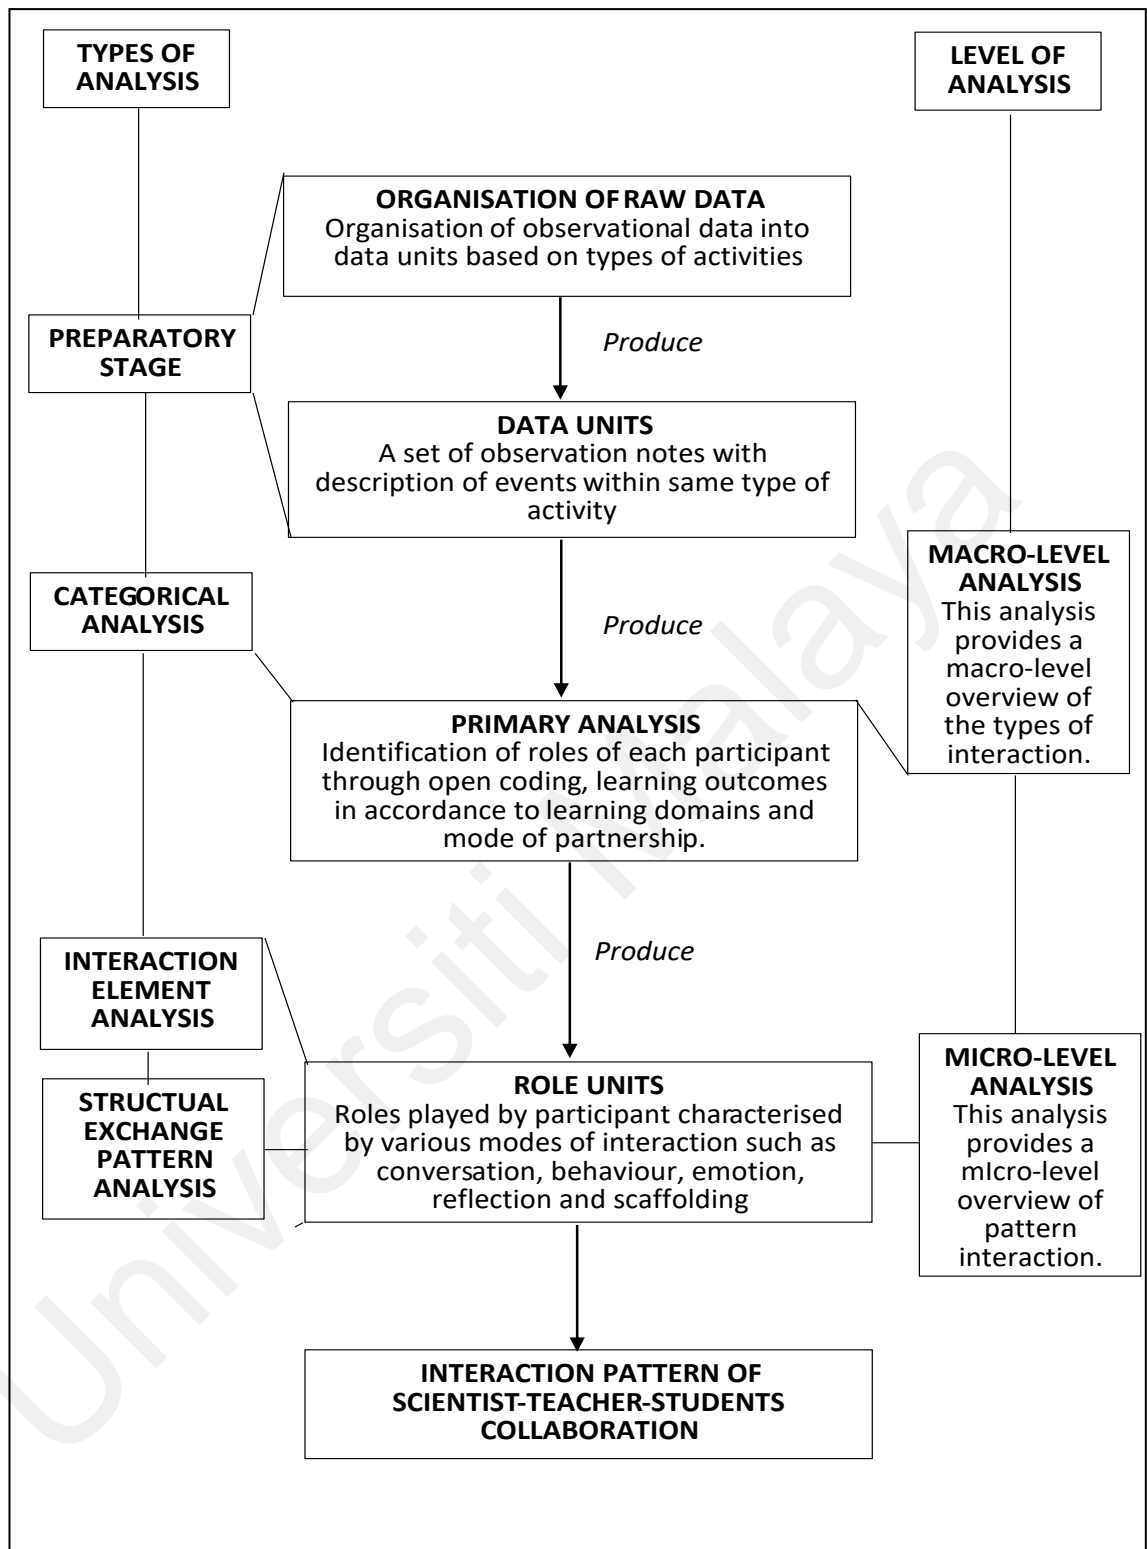 TYPES OF
ANALYSIS
LEVEL OF
ANALYSIS
ORGANISATION OF RAW DATA
Organisation of observational data into
data units based on types of activities
PREPARATORY
STAGE
Produce
DATA UNITS
A set of observation notes with
description of events within same type of
activity
CATEGORICAL
ANALYSIS
Produce
MACRO-LEVEL
ANALYSIS
This analysis
provides a
macro-level
overview of
the types of
interaction.
PRIMARY ANALYSIS
Identification of roles of each participant
through open coding, learning outcomes
in accordance to learning domains and
mode of partnership.
Produce
INTERACTION
ELEMENT
ANALYSIS
STRUCTUAL
EXCHANGE
PATTERN
ANALYSIS
ROLE UNITS
Roles played by participant characterised
by various modes of interaction such as
conversation, behaviour, emotion,
reflection and scaffolding
MICRO-LEVEL
ANALYSIS
This analysis
provides a
mIcro-level
overview of
pattern
interaction.
INTERACTION PATTERN OF
SCIENTIST-TEACHER-STUDENTS
COLLABORATION
Universiti Malaya